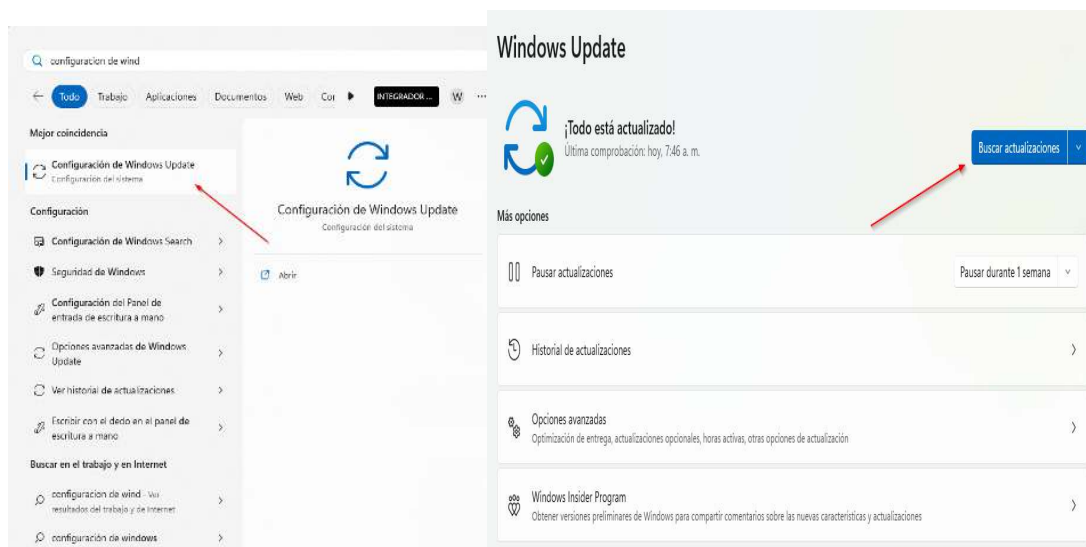 configuracion de wind
Todo Trabajo Aplicaciones Documentos Web Cor INTEGRADOR ... W ...
Mejor coincidencia
Configuración de Windows Update
Configuración del sistema
Configuración
Configuración de Windows Search
Seguridad de Windows
Configuración del Panel de
entrada de escritura a mano
Opciones avanzadas de Windows
Update
Ver historial de actualizaciones
Escribir con el dedo en el panel de
escritura a mano
Buscar en el trabajo y en Internet
configuracion de wind - Ver
resultados del trabajo y de Internet
configuración de windows
Configuración de Windows Update
Configuración del sistema
Abrir
Windows Update
¡Todo está actualizado!
Última comprobación: hoy, 7:46 a. m.
Buscar actualizaciones
Más opciones
Pausar actualizaciones
Pausar durante 1 semana
Historial de actualizaciones
Opciones avanzadas
Optimización de entrega, actualizaciones opcionales, horas activas, otras opciones de actualización
Windows Insider Program
Obtener versiones preliminares de Windows para compartir comentarios sobre las nuevas características y actualizaciones